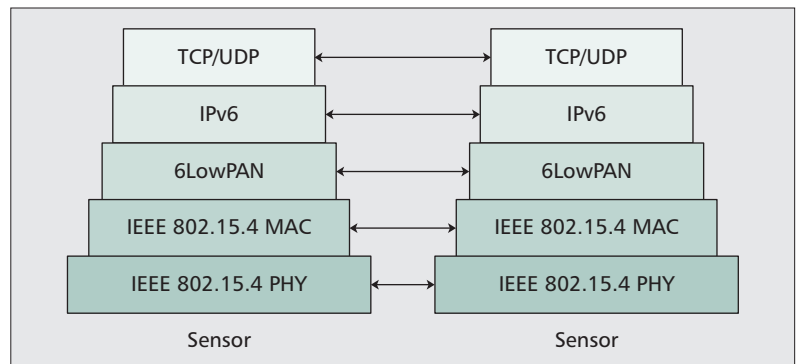 TCP/UDP
TCP/UDP
IPv6
IPv6
6LowPAN
6LowPAN
IEEE 802.15.4 MAC
IEEE 802.15.4 MAC
IEEE 802.15.4 PHY
IEEE 802.15.4 PHY
Sensor
Sensor